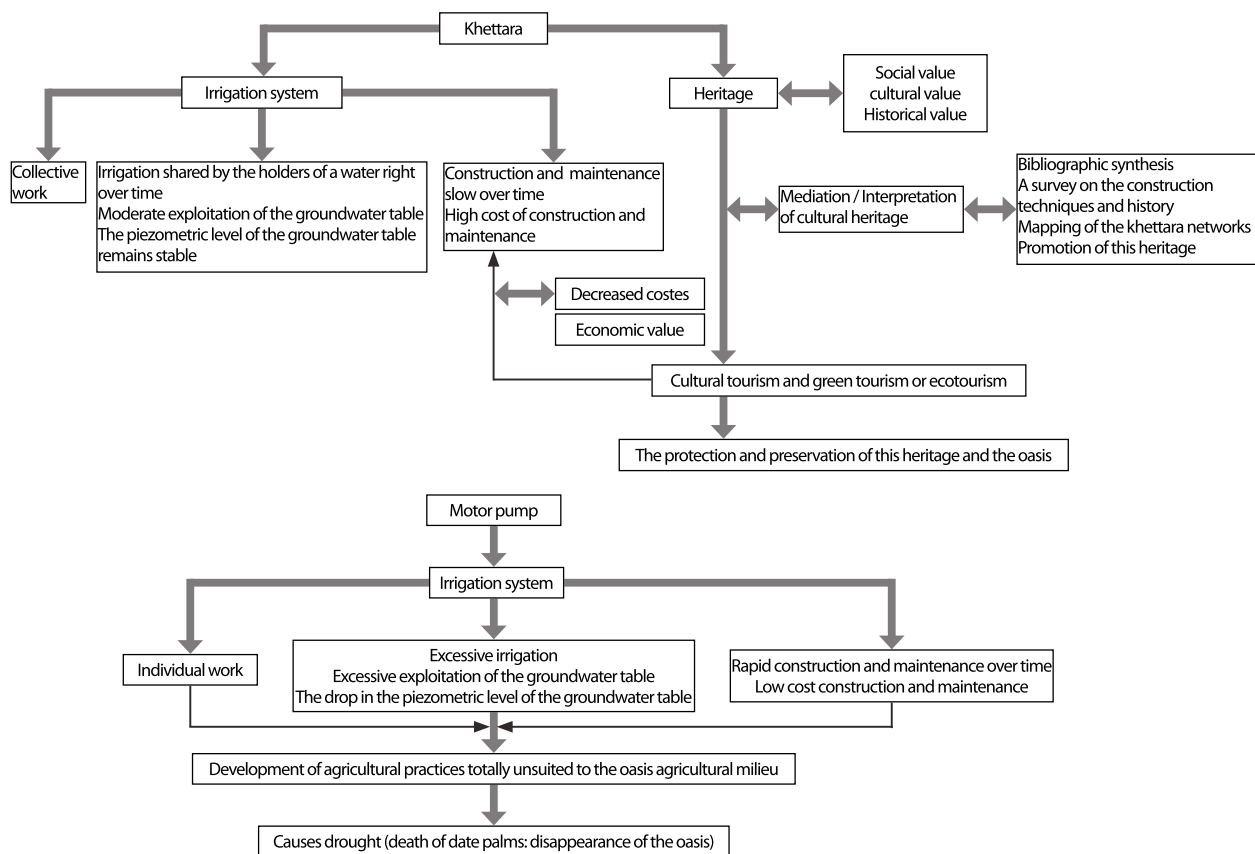 Khettara
Irrigation system
Heritage
Social value
cultural value
Historical value
Collective
work
Irrigation shared by the holders of a water right
over time
Moderate exploitation of the groundwater table
The piezometric level of the groundwater table
remains stable
Construction and maintenance
slow over time
High cost of construction and
maintenance
Mediation / Interpretation
of cultural heritage
Bibliographic synthesis
A survey on the construction
techniques and history
Mapping of the khettara networks
Promotion of this heritage
Decreased costes
Economic value
Cultural tourism and green tourism or ecotourism
The protection and preservation of this heritage and the oasis
Motor pump
Irrigation system
Individual work
Excessive irrigation
Excessive exploitation of the groundwater table
The drop in the piezometric level of the groundwater table
Rapid construction and maintenance over time
Low cost construction and maintenance
Development of agricultural practices totally unsuited to the oasis agricultural milieu
Causes drought (death of date palms: disappearance of the oasis)